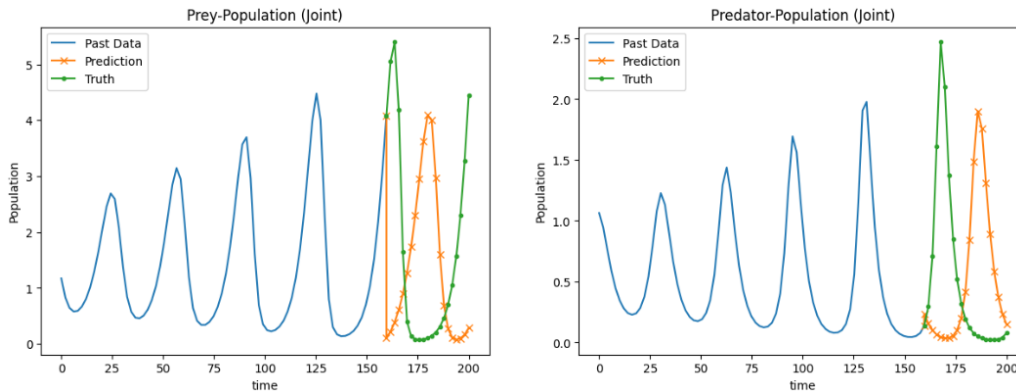 Prey-Population (Joint)
Past Data
Prediction
Truth
Population
5
4
3
2
1
0
0 25 50 75 100 125 150 175 200
time
Predator-Population (Joint)
Past Data
Prediction
Truth
Population
2.5
2.0
1.5
1.0
0.5
0.0
0 25 50 75 100 125 150 175 200
time